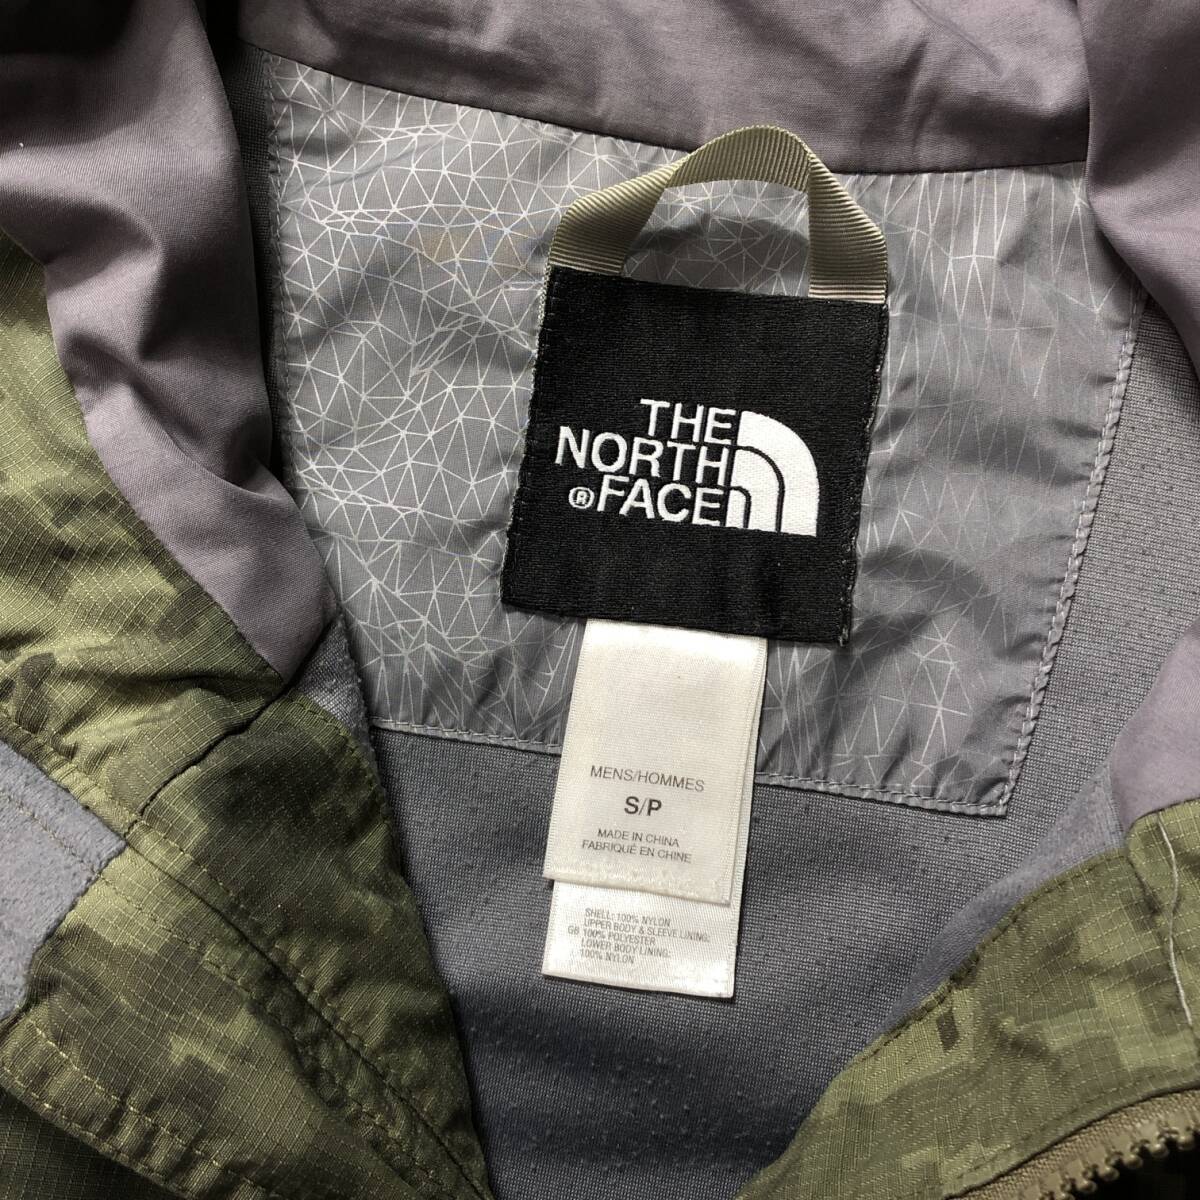 THE
NORTH
® FACE
MENS/HOMMES
S/P
MADE IN CHINA
FABRIQUÉ EN CHINE
SHELL: 100% NYLON
UPPER BODY & SLEEVE LINING:
GB 100% POLYESTER
LOWER BODY LINING:
100% NYLON